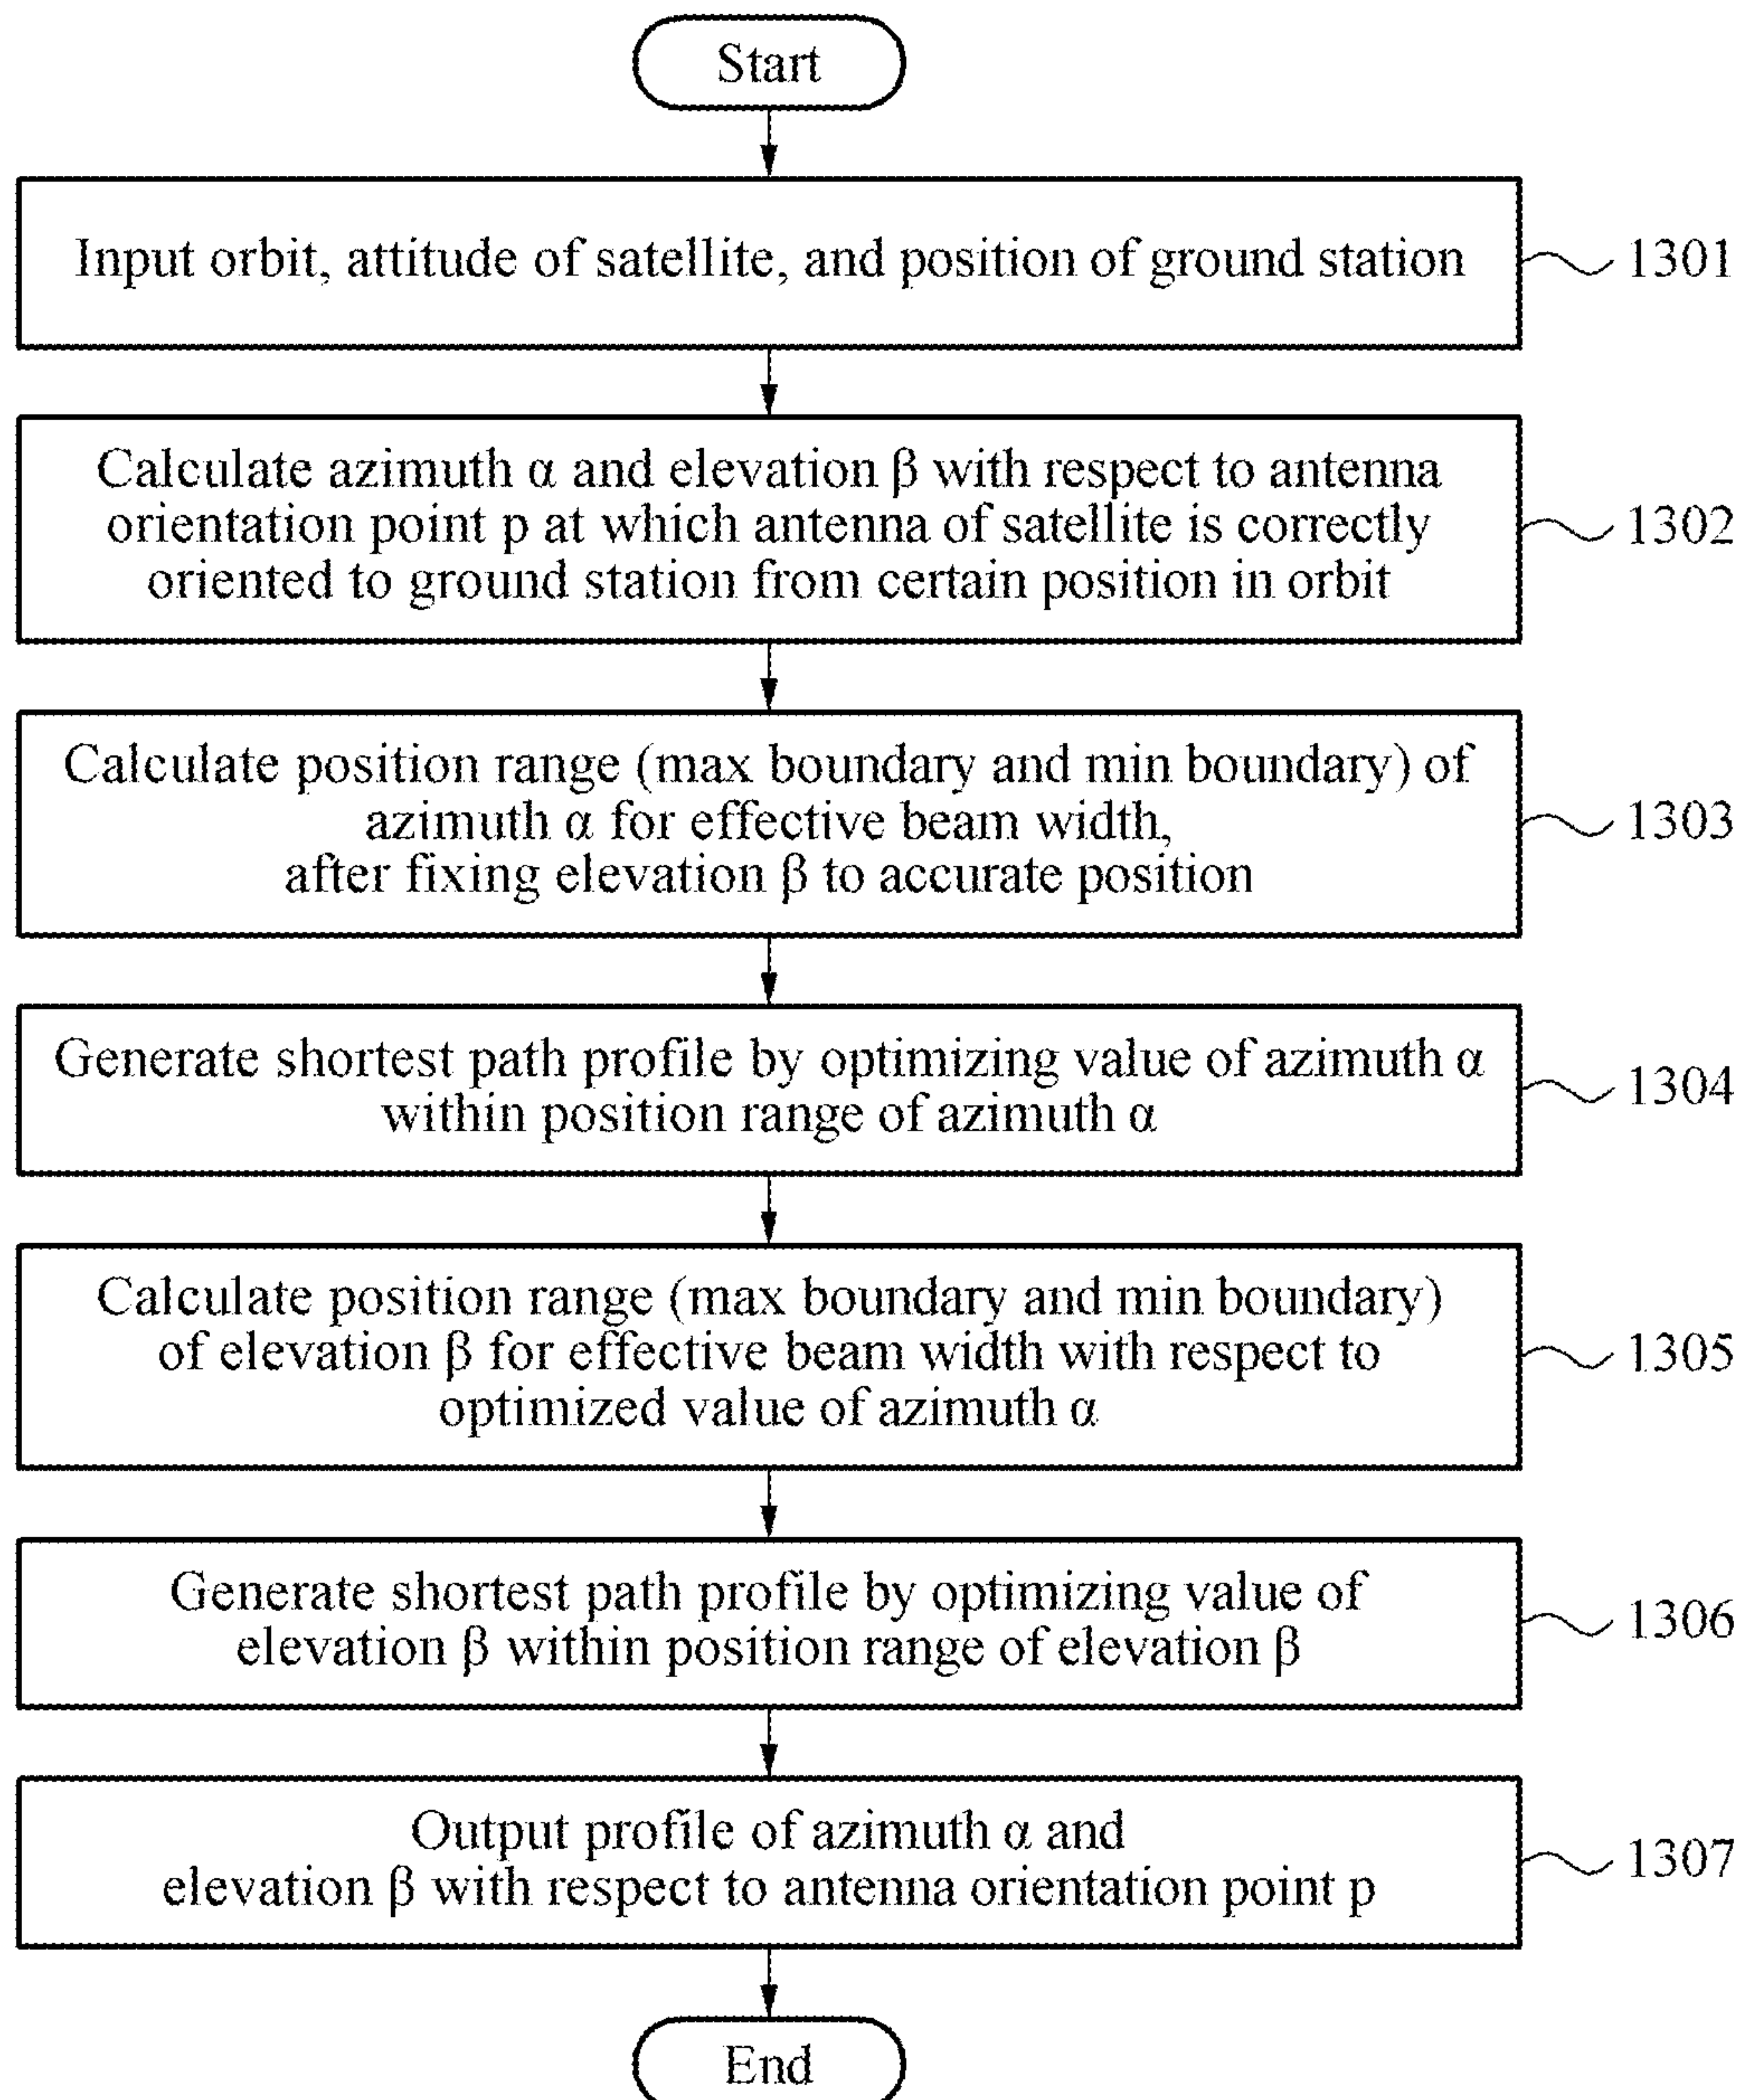 Start
Input orbit, attitude of satellite, and position of ground station
1301
Calculate azimuth α and elevation β with respect to antenna
orientation point p at which antenna of satellite is correctly
oriented to ground station from certain position in orbit
1302
Calculate position range (max boundary and min boundary) of
azimuth α for effective beam width,
after fixing elevation β to accurate position
1303
Generate shortest path profile by optimizing value of azimuth α
within position range of azimuth α
1304
Calculate position range (max boundary and min boundary)
of elevation β for effective beam width with respect to
optimized value of azimuth α
1305
Generate shortest path profile by optimizing value of
elevation β within position range of elevation β
1306
Output profile of azimuth α and
elevation β with respect to antenna orientation point p
1307
End